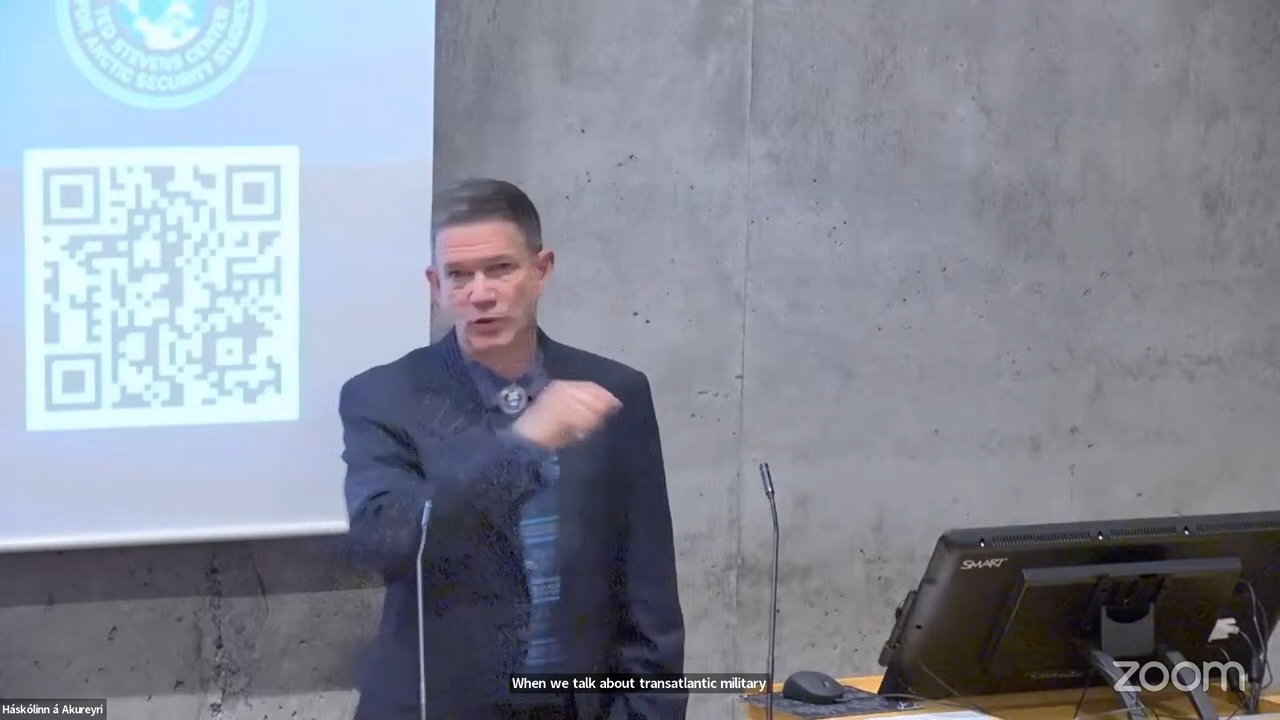 TED STEVENS CENTER
FOR ARCTIC SECURITY STUDIES
SMART
When we talk about transatlantic military
zoom
Háskólinn á Akureyri